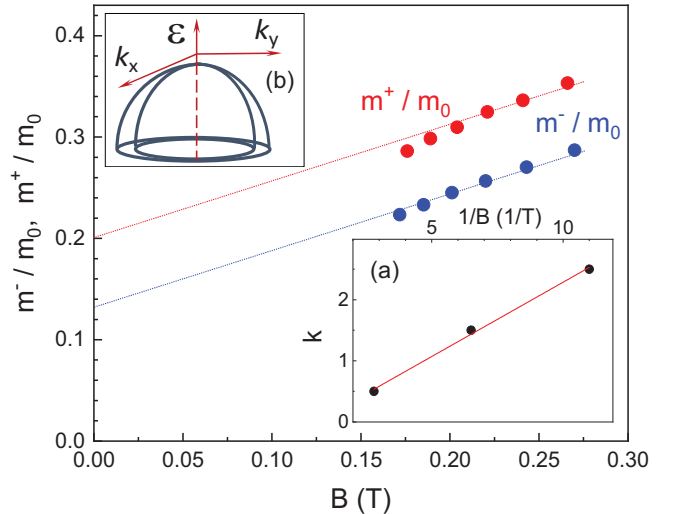 m⁻ / m₀, m⁺ / m₀
0.4
0.3
0.2
0.1
0.0
ε
kₓ
k_y
(b)
m⁺ / m₀
m⁻ / m₀
1/B (1/T)
5 10
(a)
k
2
1
0
0.00 0.05 0.10 0.15 0.20 0.25 0.30
B (T)